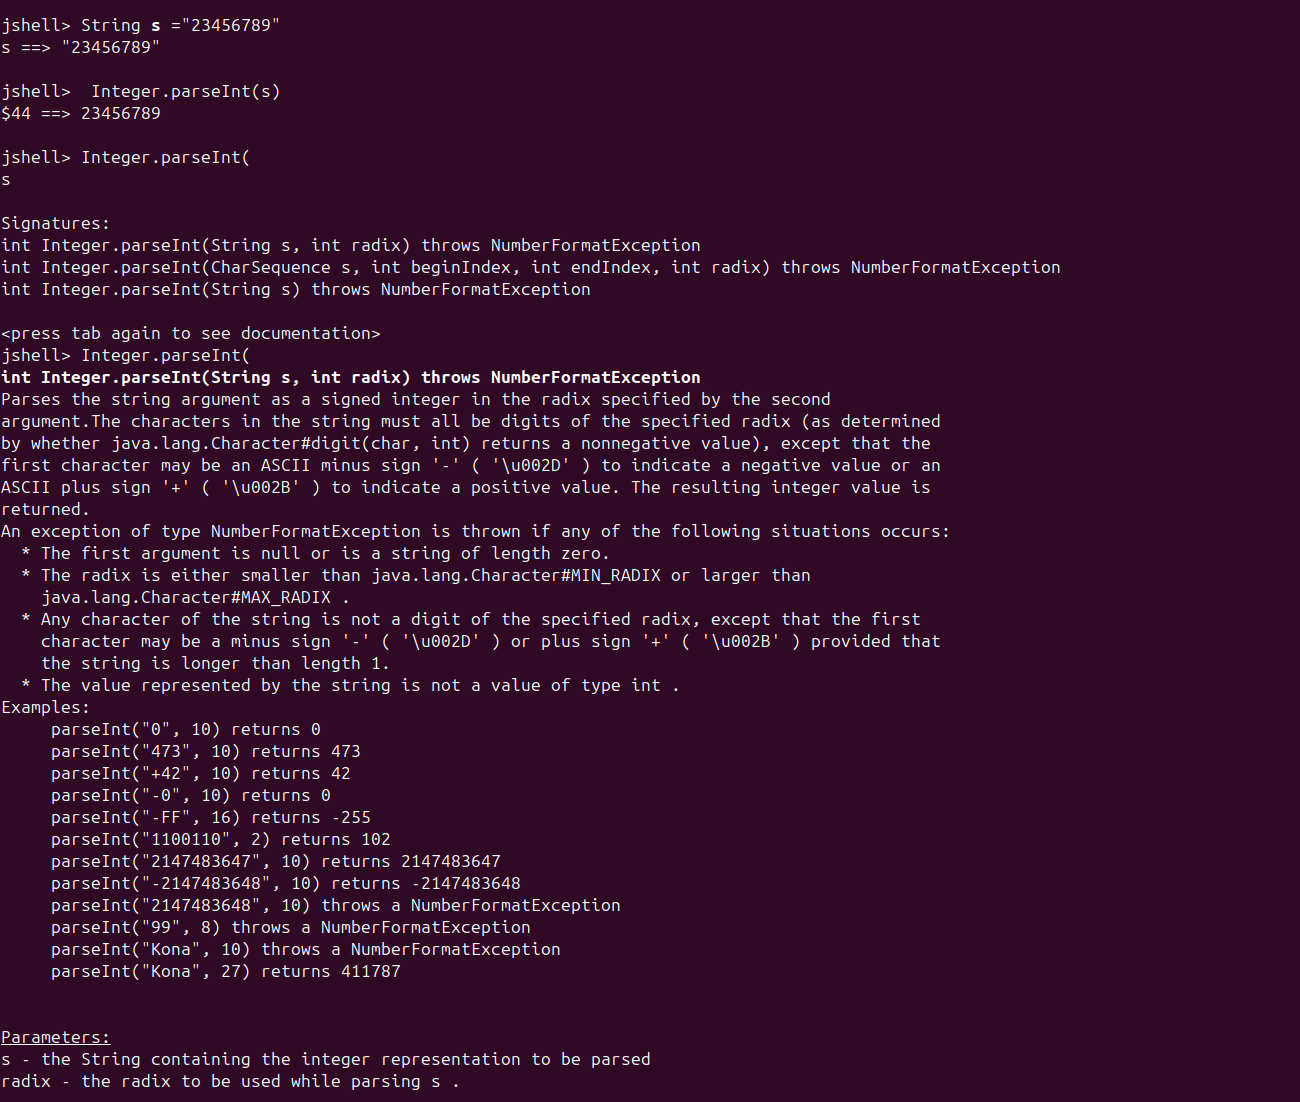 jshell> String s ="23456789"
s ==> "23456789"
jshell>  Integer.parseInt(s)
$44 ==> 23456789
jshell> Integer.parseInt(
s
Signatures:
int Integer.parseInt(String s, int radix) throws NumberFormatException
int Integer.parseInt(CharSequence s, int beginIndex, int endIndex, int radix) throws NumberFormatException
int Integer.parseInt(String s) throws NumberFormatException
<press tab again to see documentation>
jshell> Integer.parseInt(
int Integer.parseInt(String s, int radix) throws NumberFormatException
Parses the string argument as a signed integer in the radix specified by the second
argument.The characters in the string must all be digits of the specified radix (as determined
by whether java.lang.Character#digit(char, int) returns a nonnegative value), except that the
first character may be an ASCII minus sign '-' ( '\u002D' ) to indicate a negative value or an
ASCII plus sign '+' ( '\u002B' ) to indicate a positive value. The resulting integer value is
returned.
An exception of type NumberFormatException is thrown if any of the following situations occurs:
  * The first argument is null or is a string of length zero.
  * The radix is either smaller than java.lang.Character#MIN_RADIX or larger than
    java.lang.Character#MAX_RADIX .
  * Any character of the string is not a digit of the specified radix, except that the first
    character may be a minus sign '-' ( '\u002D' ) or plus sign '+' ( '\u002B' ) provided that
    the string is longer than length 1.
  * The value represented by the string is not a value of type int .
Examples:
     parseInt("0", 10) returns 0
     parseInt("473", 10) returns 473
     parseInt("+42", 10) returns 42
     parseInt("-0", 10) returns 0
     parseInt("-FF", 16) returns -255
     parseInt("1100110", 2) returns 102
     parseInt("2147483647", 10) returns 2147483647
     parseInt("-2147483648", 10) returns -2147483648
     parseInt("2147483648", 10) throws a NumberFormatException
     parseInt("99", 8) throws a NumberFormatException
     parseInt("Kona", 10) throws a NumberFormatException
     parseInt("Kona", 27) returns 411787
Parameters:
s - the String containing the integer representation to be parsed
radix - the radix to be used while parsing s .